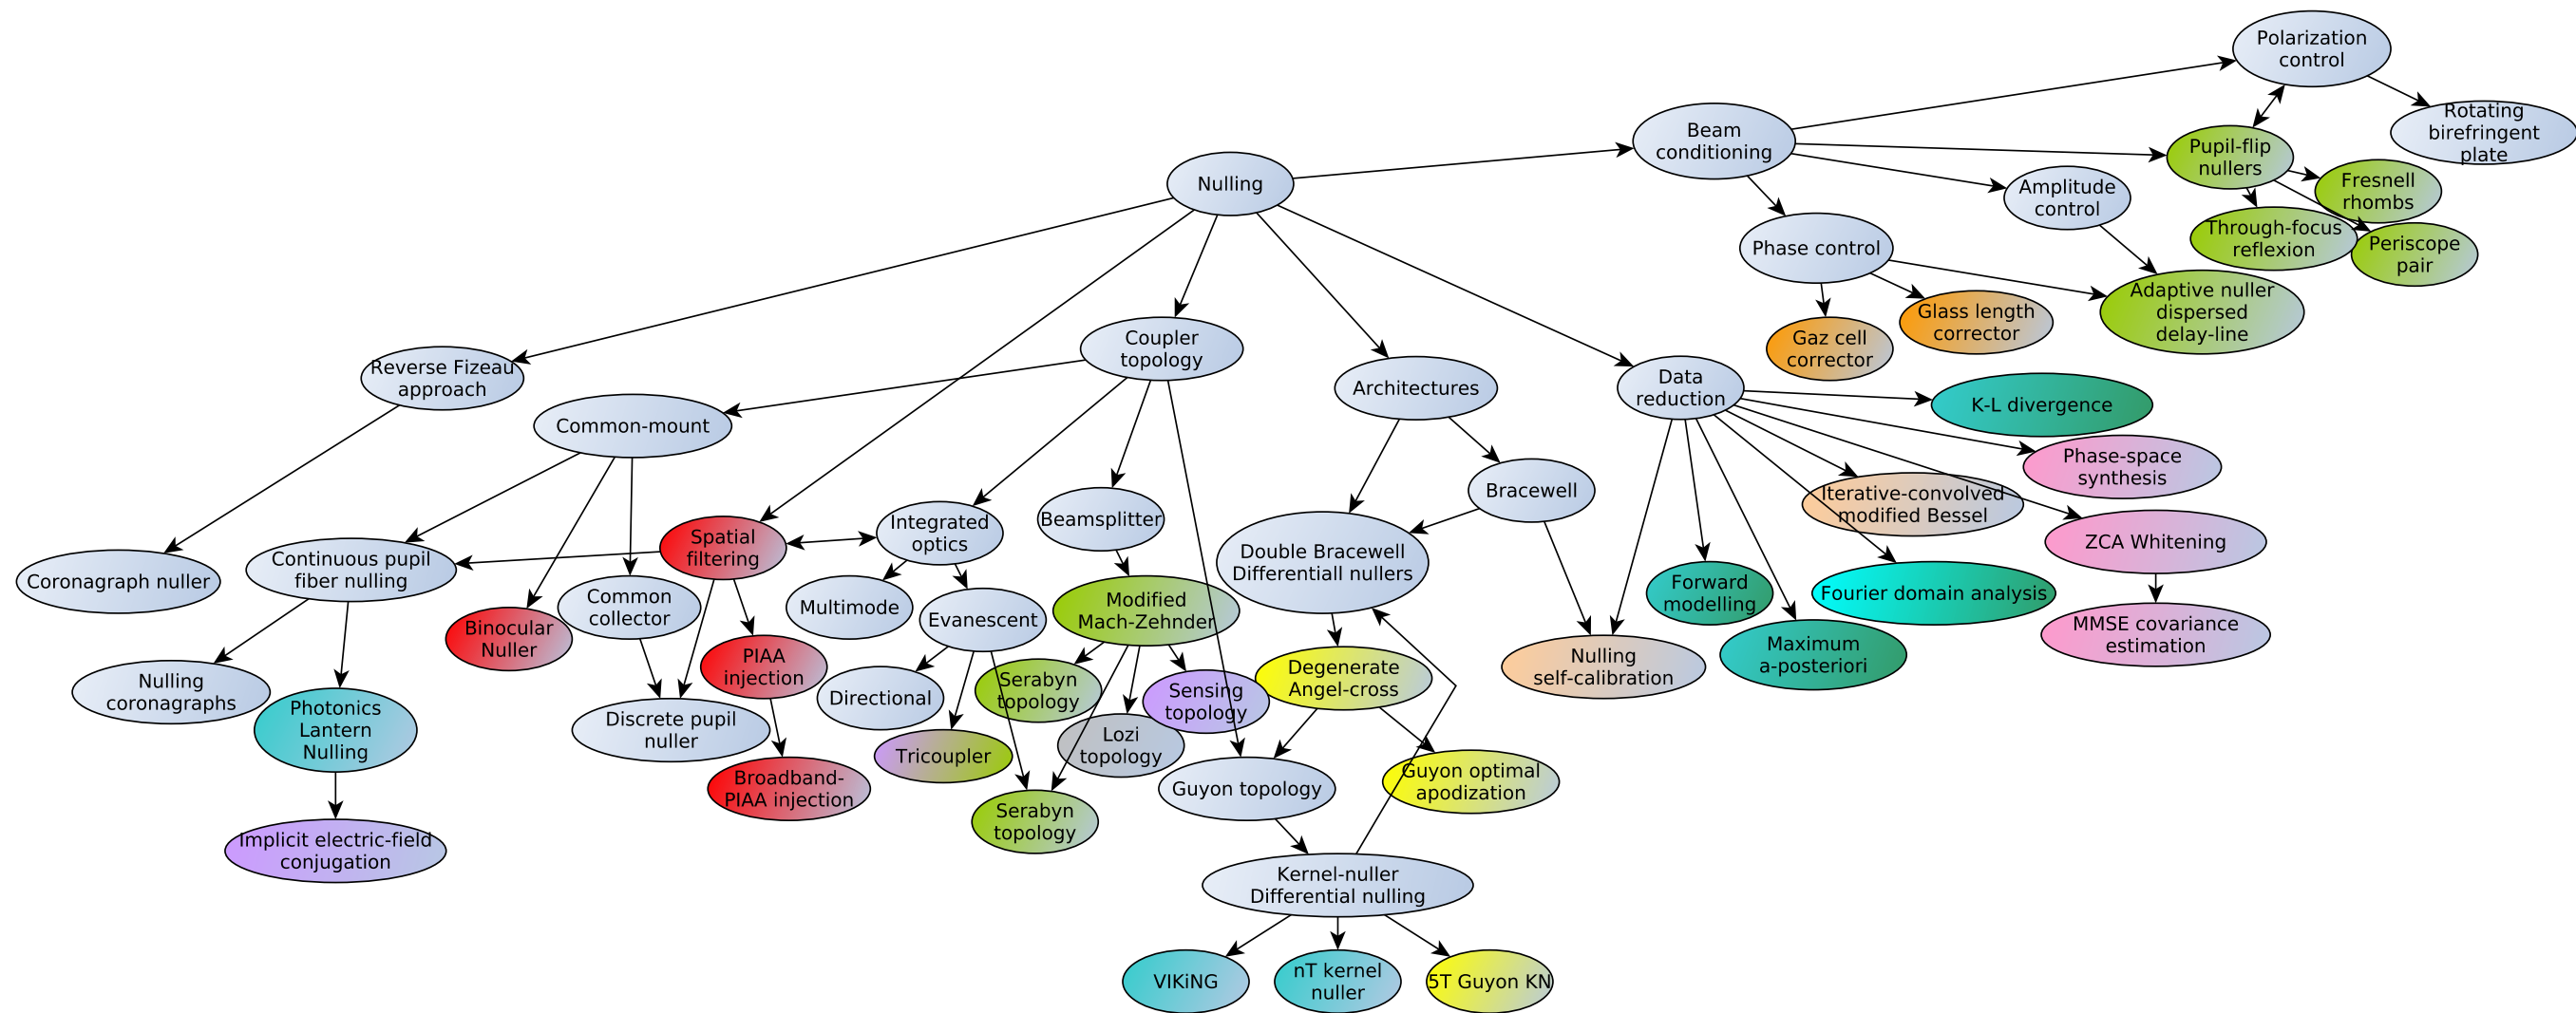 Polarization
control
Rotating
birefringent
plate
Beam
conditioning
Pupil-flip
nullers
Nulling
Amplitude
control
Fresnell
rhombs
Through-focus
reflexion
Periscope
pair
Phase control
Adaptive nuller
dispersed
delay-line
Glass length
corrector
Gaz cell
corrector
Coupler
topology
Reverse Fizeau
approach
Architectures
Data
reduction
K-L divergence
Common-mount
Phase-space
synthesis
Bracewell
Iterative-convolved
modified Bessel
Integrated
optics
Beamsplitter
Spatial
filtering
ZCA Whitening
Double Bracewell
Differentiall nullers
Coronagraph nuller
Continuous pupil
fiber nulling
Forward
modelling
Fourier domain analysis
Common
collector
Multimode
Modified
Mach-Zehnder
Evanescent
Binocular
Nuller
MMSE covariance
estimation
Maximum
a-posteriori
PIAA
injection
Nulling
self-calibration
Degenerate
Angel-cross
Nulling
coronagraphs
Directional
Serabyn
topology
Sensing
topology
Photonics
Lantern
Nulling
Discrete pupil
nuller
Lozi
topology
Tricoupler
Broadband-
PIAA injection
Guyon topology
Guyon optimal
apodization
Serabyn
topology
Implicit electric-field
conjugation
Kernel-nuller
Differential nulling
VIKiNG
nT kernel
nuller
5T Guyon KN